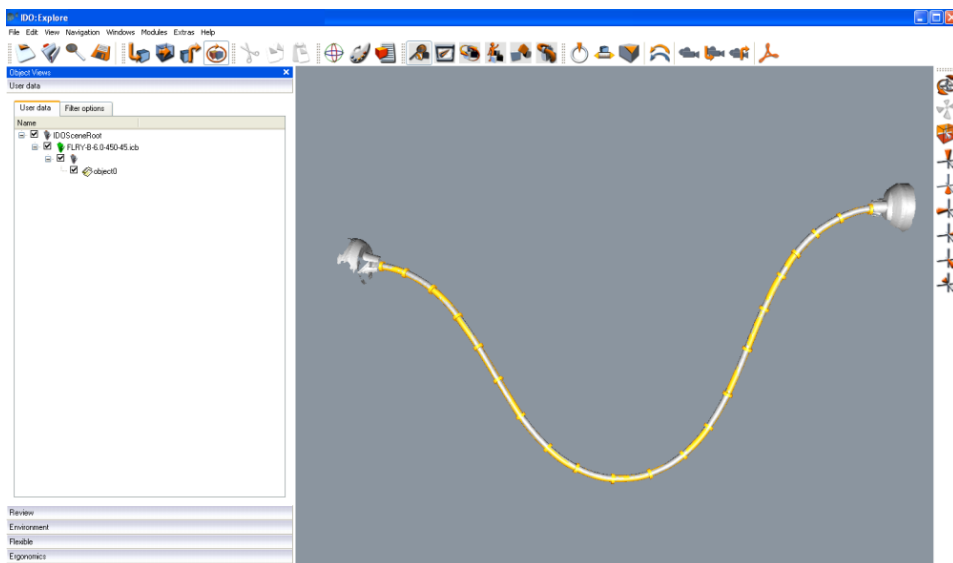 IDO:Explore
File Edit View Navigation Windows Modules Extras Help
Object Views
User data
User data Filter options
Name
IDOSceneRoot
FLRY-B-6.0-450-45.icb
object0
Review
Environment
Flexible
Ergonomics